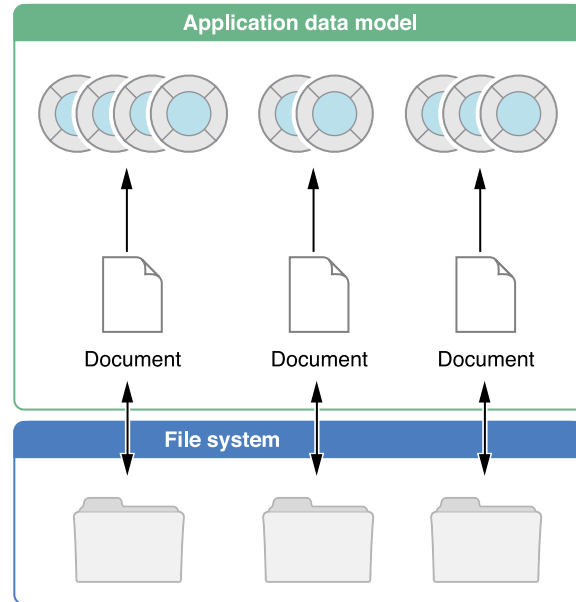 Application data model
Document
Document
Document
File system